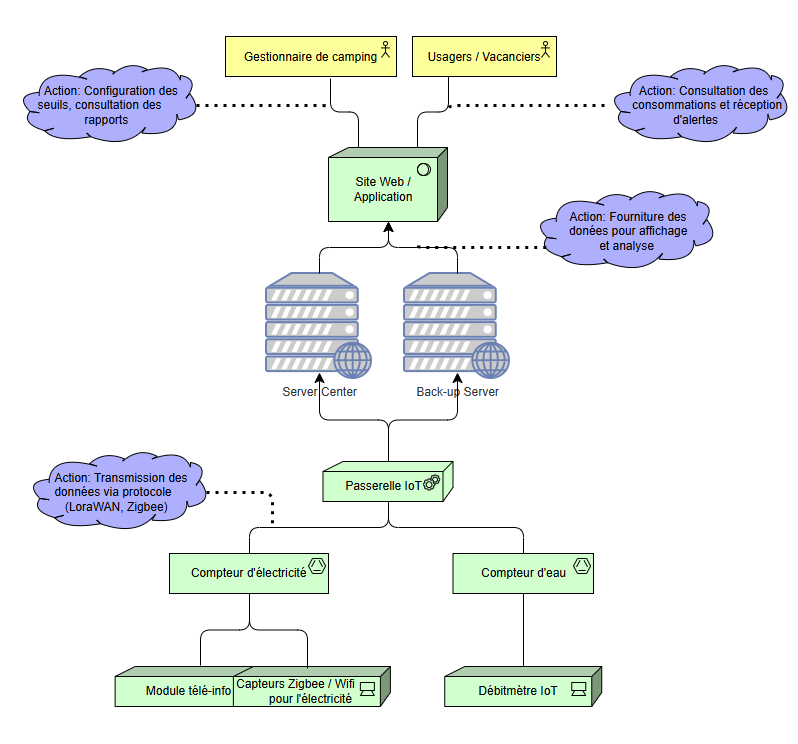 Gestionnaire de camping
Usagers / Vacanciers
Action: Configuration des
seuils, consultation des
rapports
Action: Consultation des
consommations et réception
d'alertes
Site Web /
Application
Action: Fourniture des
donées pour affichage
et analyse
Server Center
Back-up Server
Action: Transmission des
données via protocole
(LoraWAN, Zigbee)
Passerelle IoT
Compteur d'électricité
Compteur d'eau
Module télé-info
Capteurs Zigbee / Wifi
pour l'électricité
Débitmètre IoT